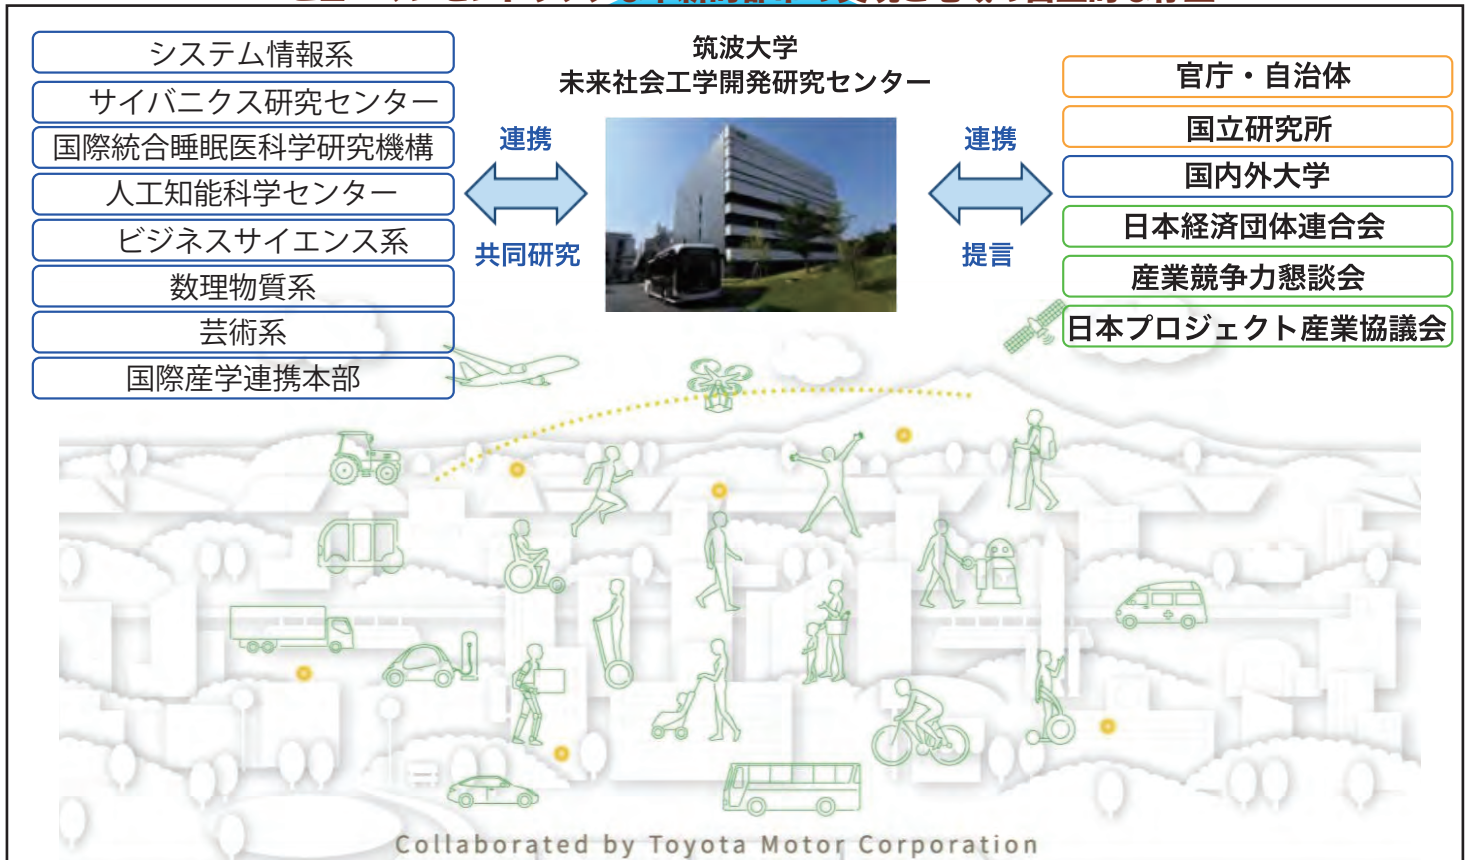 システム情報系
サイバニクス研究センター
国際統合睡眠医科学研究機構
人工知能科学センター
ビジネスサイエンス系
数理物質系
芸術系
国際産学連携本部
連携
共同研究
筑波大学
未来社会工学開発研究センター
連携
提言
官庁・自治体
国立研究所
国内外大学
日本経済団体連合会
産業競争力懇談会
日本プロジェクト産業協議会
Collaborated by Toyota Motor Corporation